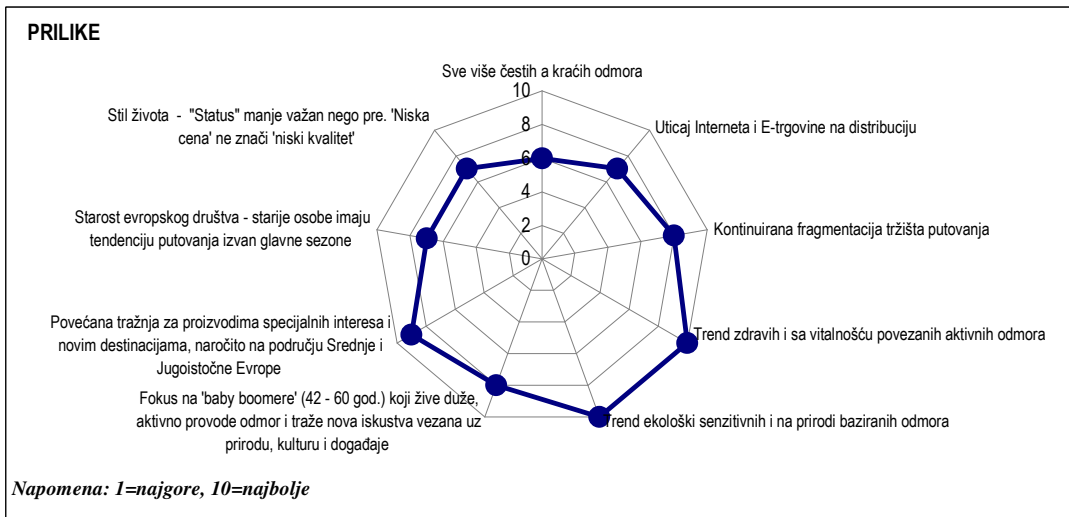 PRILIKE
Sve više čestih a kraćih odmora
10
8
6
4
2
0
Uticaj Interneta i E-trgovine na distribuciju
Kontinuirana fragmentacija tržišta putovanja
Trend zdravih i sa vitalnošću povezanih aktivnih odmora
Trend ekološki senzitivnih i na prirodi baziranih odmora
Fokus na 'baby boomere' (42 - 60 god.) koji žive duže,
aktivno provode odmor i traže nova iskustva vezana uz
prirodu, kulturu i događaje
Povećana tražnja za proizvodima specijalnih interesa i
novim destinacijama, naročito na području Srednje i
Jugoistočne Evrope
Starost evropskog društva - starije osobe imaju
tendenciju putovanja izvan glavne sezone
Stil života - "Status" manje važan nego pre. 'Niska
cena' ne znači 'niski kvalitet'
Napomena: 1=najgore, 10=najbolje